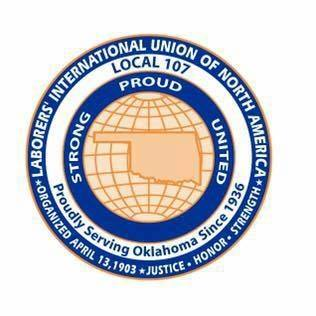 LABORERS' INTERNATIONAL UNION OF NORTH AMERICA
LOCAL 107
STRONG PROUD UNITED
Proudly Serving Oklahoma Since 1936
★ORGANIZED APRIL 13,1903★JUSTICE★HONOR★STRENGTH★